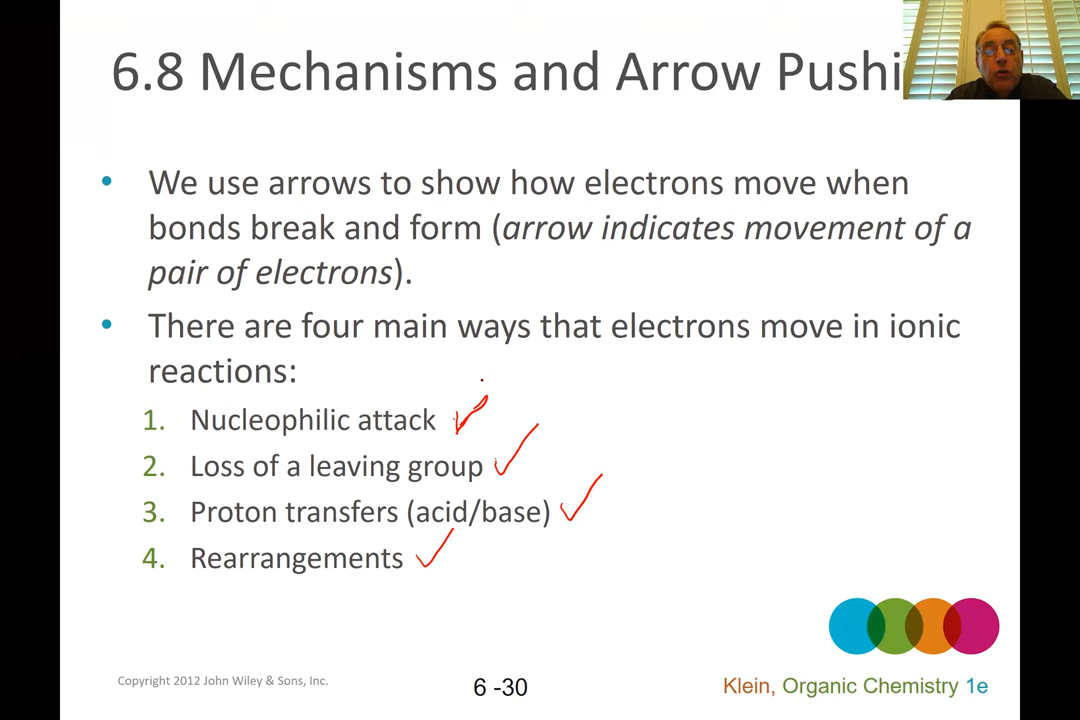 6.8 Mechanisms and Arrow Pushi
• We use arrows to show how electrons move when
bonds break and form (arrow indicates movement of a
pair of electrons).
• There are four main ways that electrons move in ionic
reactions:
1. Nucleophilic attack
2. Loss of a leaving group
3. Proton transfers (acid/base)
4. Rearrangements
Copyright 2012 John Wiley & Sons, Inc.
6 -30
Klein, Organic Chemistry 1e